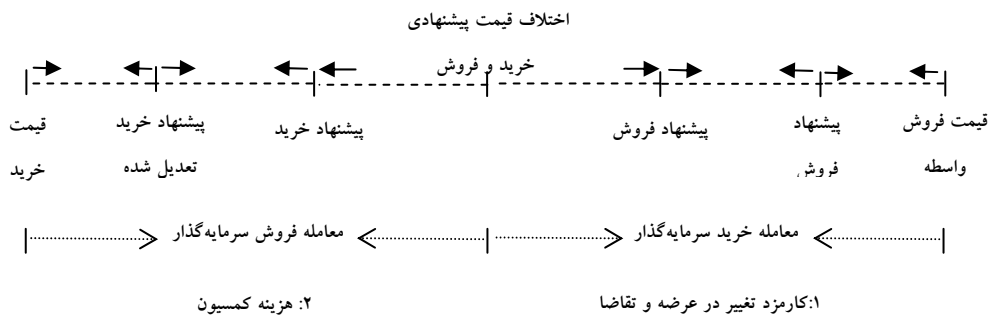 اختلاف قیمت پیشنهادی
خرید و فروش
قیمت فروش
واسطه
پیشنهاد
فروش
پیشنهاد فروش
پیشنهاد خرید
پیشنهاد خرید
تعدیل شده
قیمت
خرید
معامله خرید سرمایه‌گذار
معامله فروش سرمایه‌گذار
۱:کارمزد تغییر در عرضه و تقاضا
۲: هزینه کمسیون